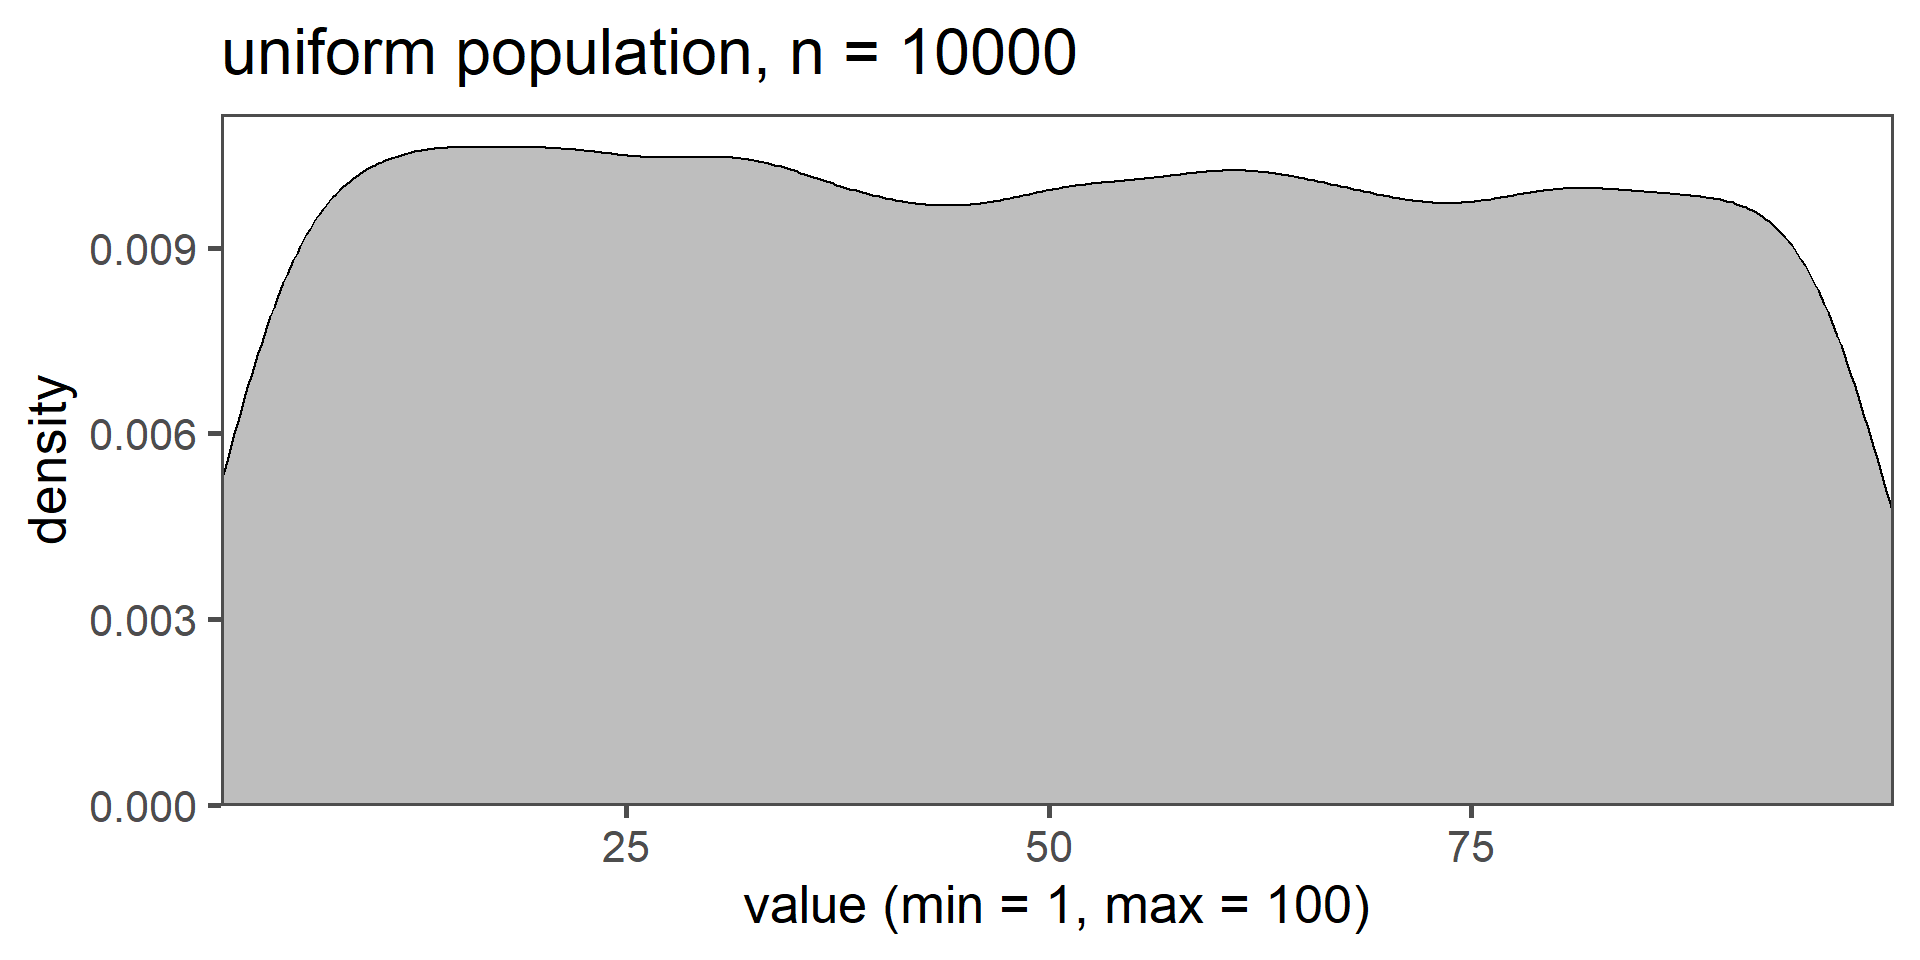 uniform population, n = 10000
density
0.009
0.006
0.003
0.000
25
50
75
value (min = 1, max = 100)